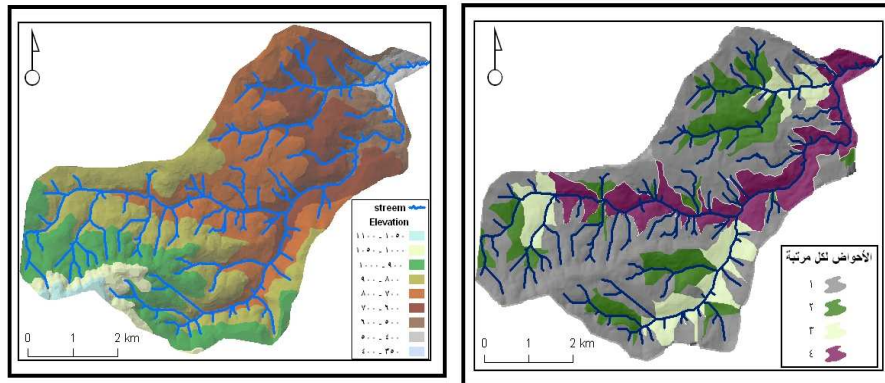 streem
Elevation
١١٠٠ - ١٠٥٠
١٠٥٠ - ١٠٠٠
١٠٠٠ - ٩٠٠
٩٠٠ - ٨٠٠
٨٠٠ - ٧٠٠
٧٠٠ - ٦٠٠
٦٠٠ - ٥٠٠
٥٠٠ - ٤٠٠
٤٠٠ - ٣٥٠
0 1 2 km
الأحواض لكل مرتبة
١
٢
٣
٤
0 1 2 km